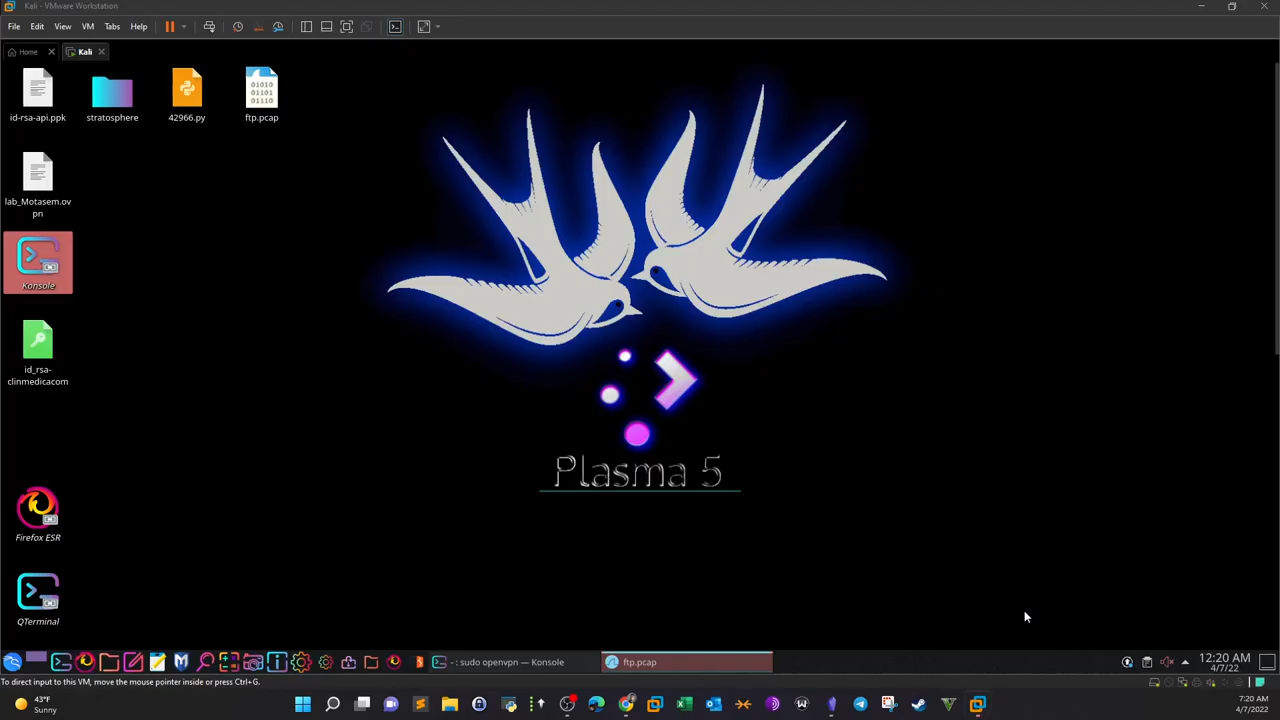 Kali - VMware Workstation
File Edit View VM Tabs Help
Home Kali
id-rsa-api.ppk
stratosphere
42966.py
01010
01101
01110
ftp.pcap
lab_Motasem.ov
pn
Konsole
id_rsa-
clinmedicacom
Plasma 5
Firefox ESR
QTerminal
- : sudo openvpn — Konsole
ftp.pcap
12:20 AM
4/7/22
To direct input to this VM, move the mouse pointer inside or press Ctrl+G.
43°F
Sunny
7:20 AM
4/7/2022